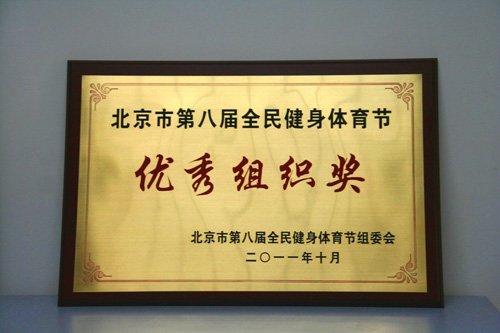 北京市第八届全民健身体育节
优秀组织奖
北京市第八届全民健身体育节组委会
二〇一一年十月